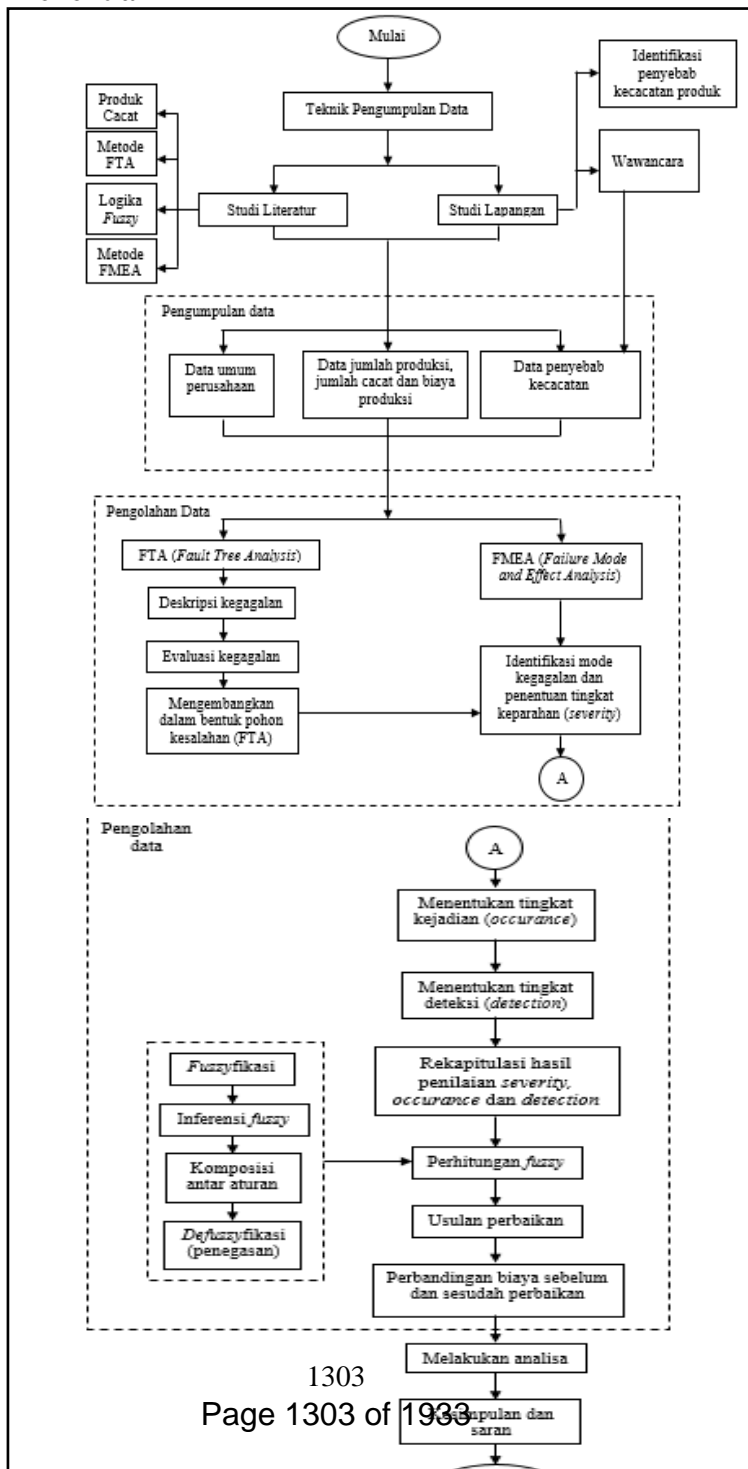 Mulai
Identifikasi
penyebab
kecacatan produk
Produk
Cacat
Teknik Pengumpulan Data
Metode
FTA
Wawancara
Logika
Fuzzy
Studi Literatur
Studi Lapangan
Metode
FMEA
Pengumpulan data
Data umum
perusahaan
Data jumlah produksi,
jumlah cacat dan biaya
produksi
Data penyebab
kecacatan
Pengolahan Data
FTA (Fault Tree Analysis)
FMEA (Failure Mode
and Effect Analysis)
Deskripsi kegagalan
Evaluasi kegagalan
Mengembangkan
dalam bentuk pohon
kesalahan (FTA)
Identifikasi mode
kegagalan dan
penentuan tingkat
keparahan (severity)
A
Pengolahan
data
A
Menentukan tingkat
kejadian (occurance)
Menentukan tingkat
deteksi (detection)
Rekapitulasi hasil
penilaian severity,
occurance dan detection
Fuzzyfikasi
Inferensi fuzzy
Komposisi
antar aturan
Defuzzyfikasi
(penegasan)
Perhitungan fuzzy
Usulan perbaikan
Perbandingan biaya sebelum
dan sesudah perbaikan
Melakukan analisa
1303
Page 1303 of 1933
Kesimpulan dan
saran